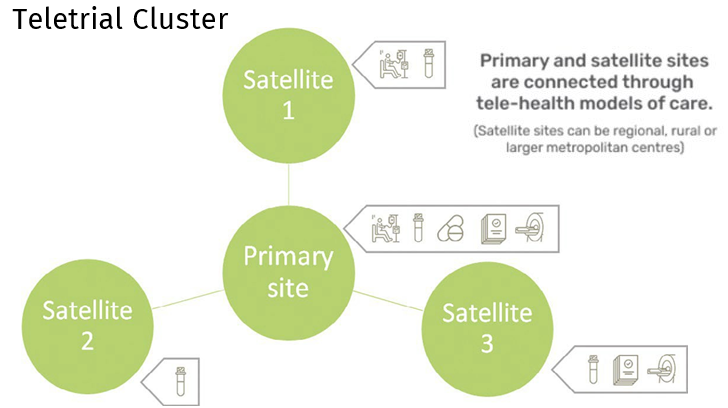 Teletrial Cluster
Satellite
1
Primary and satellite sites
are connected through
tele-health models of care.
(Satellite sites can be regional, rural or
larger metropolitan centres)
Primary
site
Satellite
2
Satellite
3